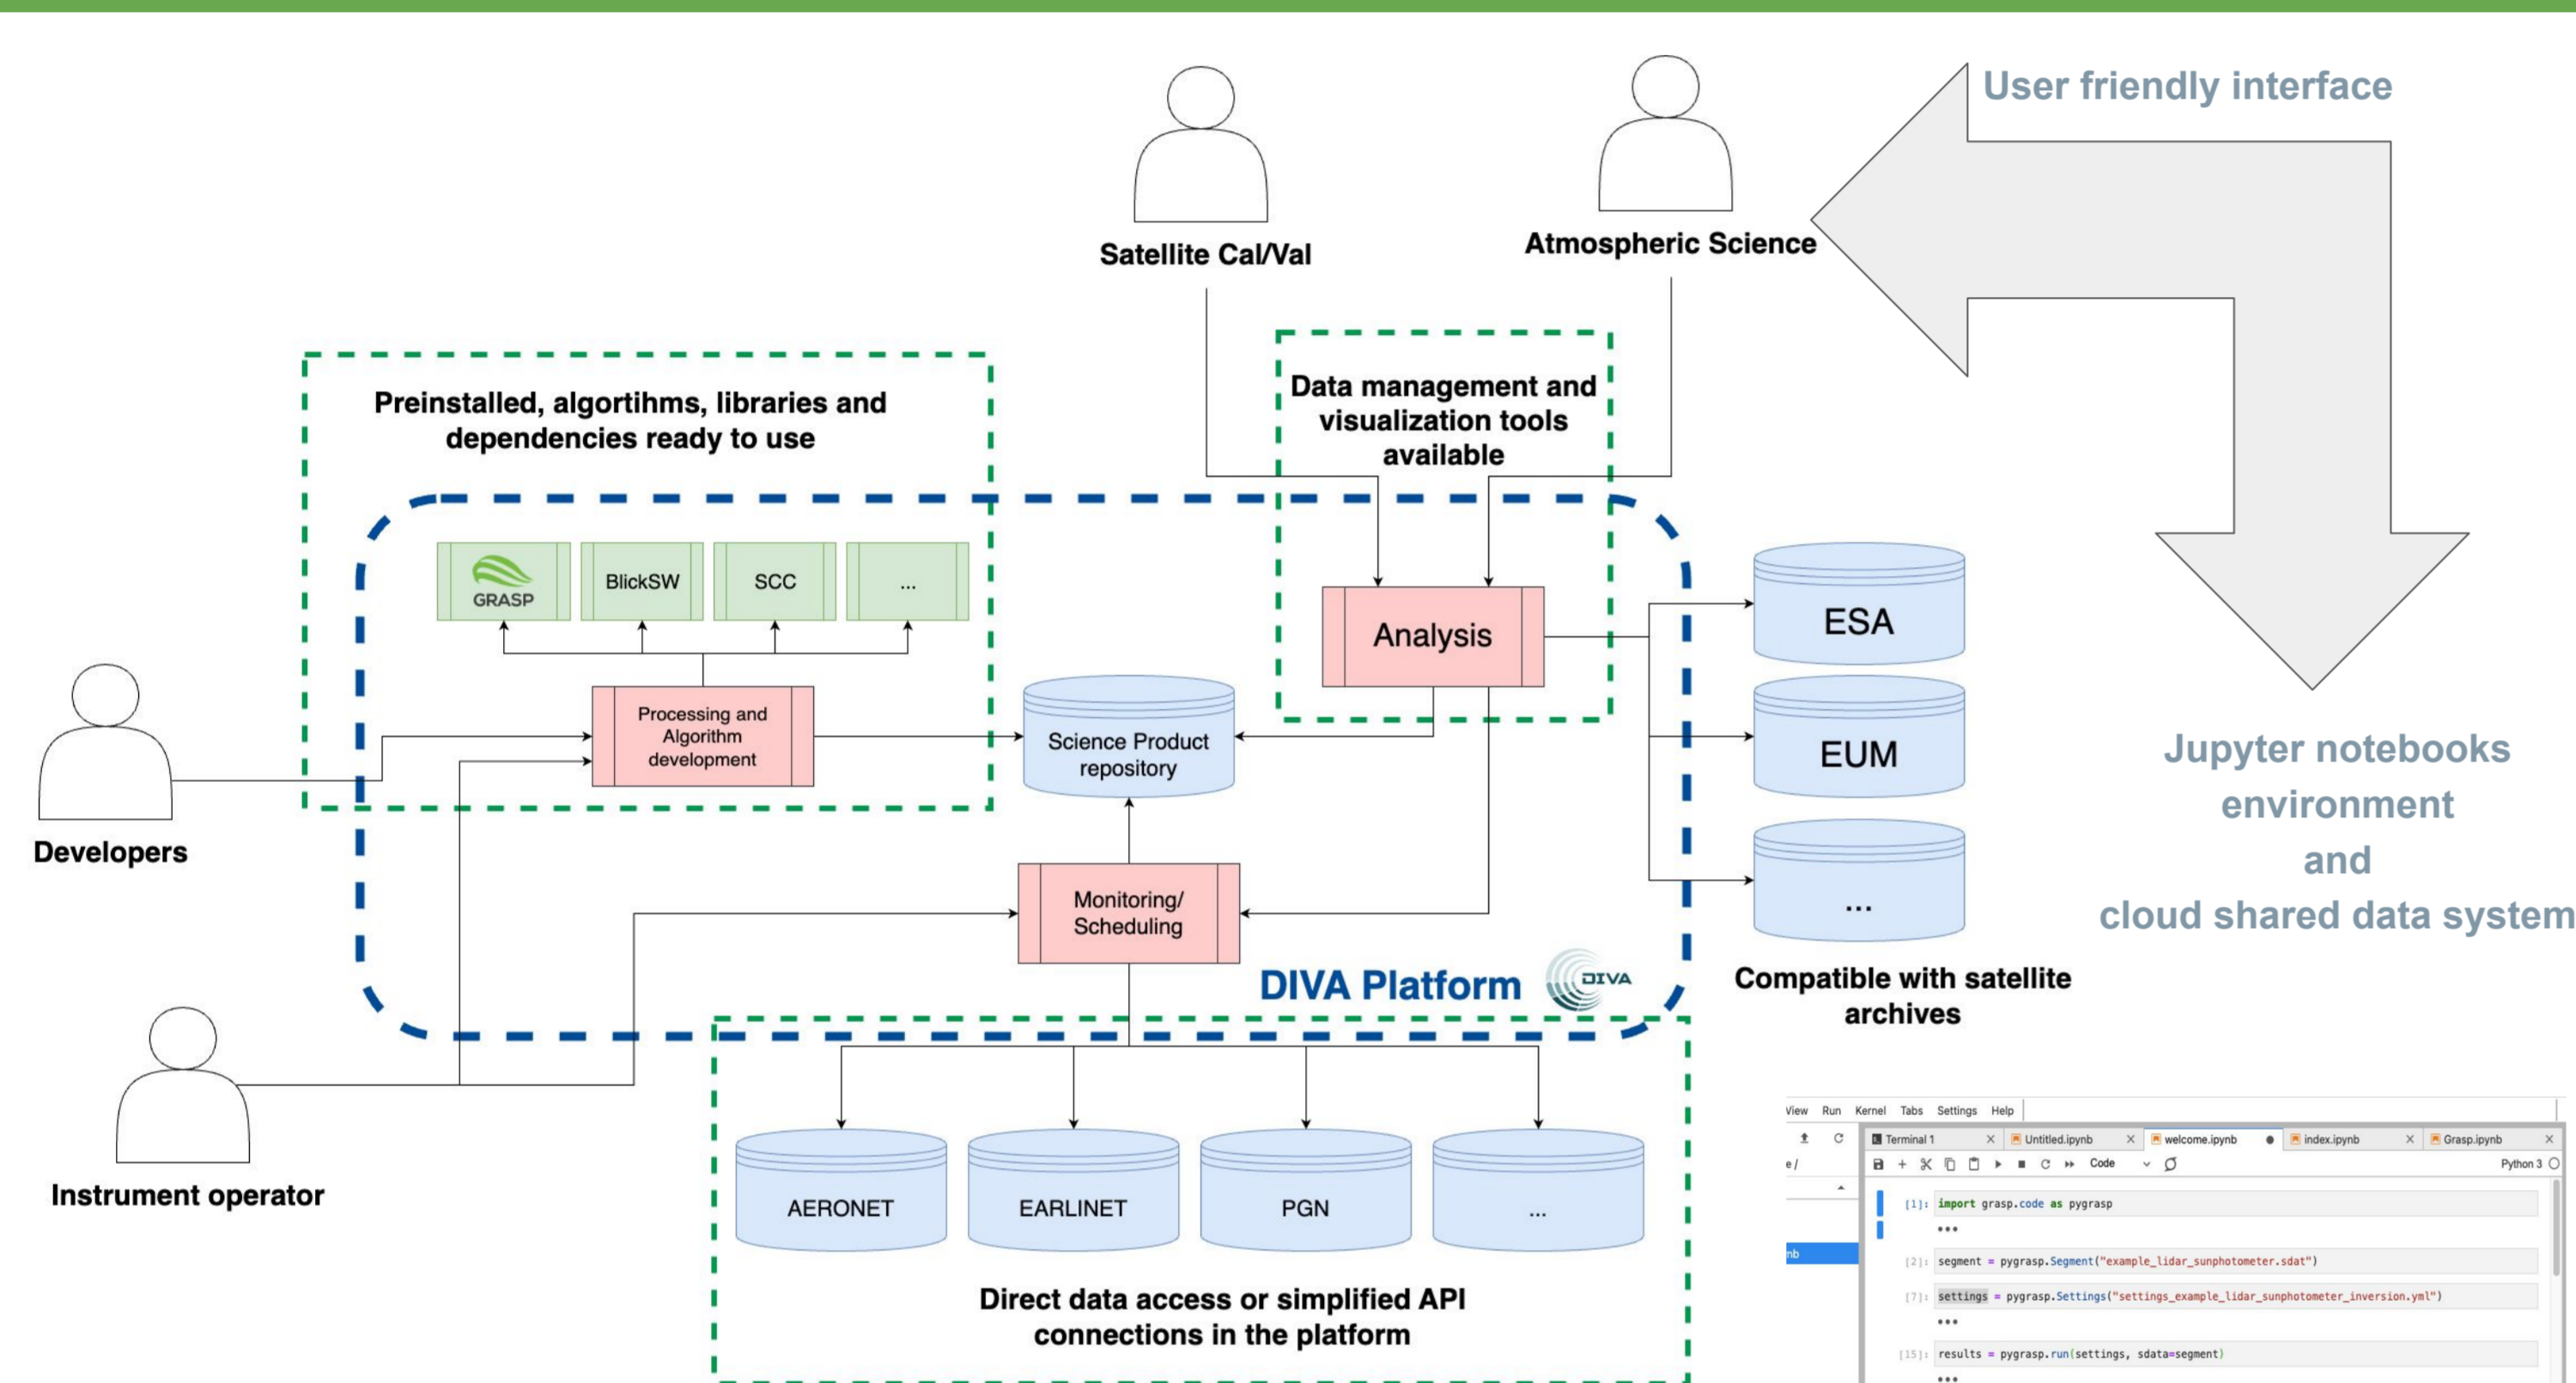 User friendly interface
Satellite Cal/Val
Atmospheric Science
Preinstalled, algortihms, libraries and
dependencies ready to use
Data management and
visualization tools
available
GRASP
BlickSW
SCC
...
Analysis
ESA
Processing and
Algorithm
development
Science Product
repository
EUM
Jupyter notebooks
environment
and
cloud shared data system
Developers
Monitoring/
Scheduling
...
DIVA Platform
DIVA
Compatible with satellite
archives
Instrument operator
AERONET
EARLINET
PGN
...
Direct data access or simplified API
connections in the platform
View Run Kernel Tabs Settings Help
Terminal 1 Untitled.ipynb welcome.ipynb index.ipynb Grasp.ipynb
e /
Code
Python 3
[1]: import grasp.code as pygrasp
•••
nb
[2]: segment = pygrasp.Segment("example_lidar_sunphotometer.sdat")
[7]: settings = pygrasp.Settings("settings_example_lidar_sunphotometer_inversion.yml")
•••
[15]: results = pygrasp.run(settings, sdata=segment)
•••